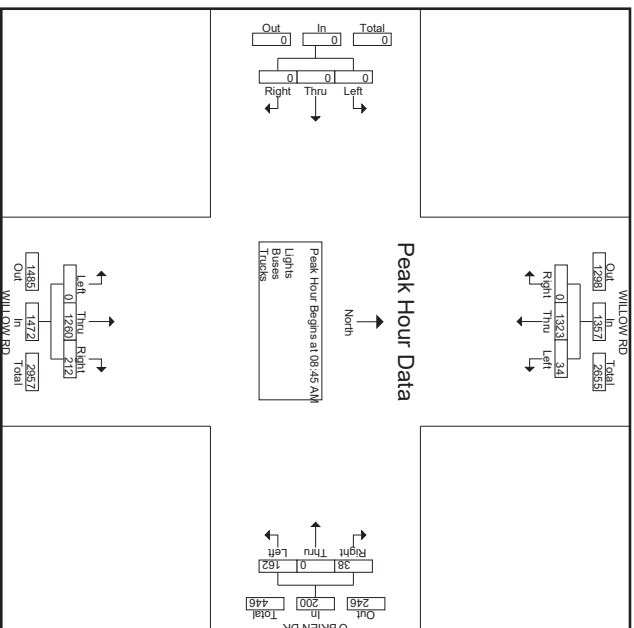 Out In Total
0 0 0
0 0 0
Right Thru Left
WILLOW RD
Out In Total
1485 1472 2957
0 1260 212
Left Thru Right
Peak Hour Data
North
Peak Hour Begins at 08:45 AM
Lights
Buses
Trucks
WILLOW RD
Out In Total
1298 1357 2655
0 1323 34
Right Thru Left
Left Thru Right
162 0 38
Out In Total
246 200 446
O'BRIEN DR